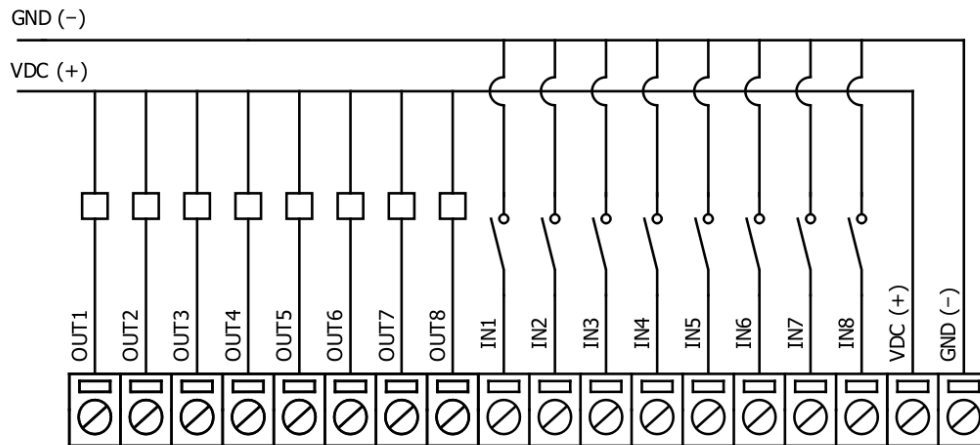 GND (−)
VDC (+)
OUT1
OUT2
OUT3
OUT4
OUT5
OUT6
OUT7
OUT8
IN1
IN2
IN3
IN4
IN5
IN6
IN7
IN8
VDC (+)
GND (−)